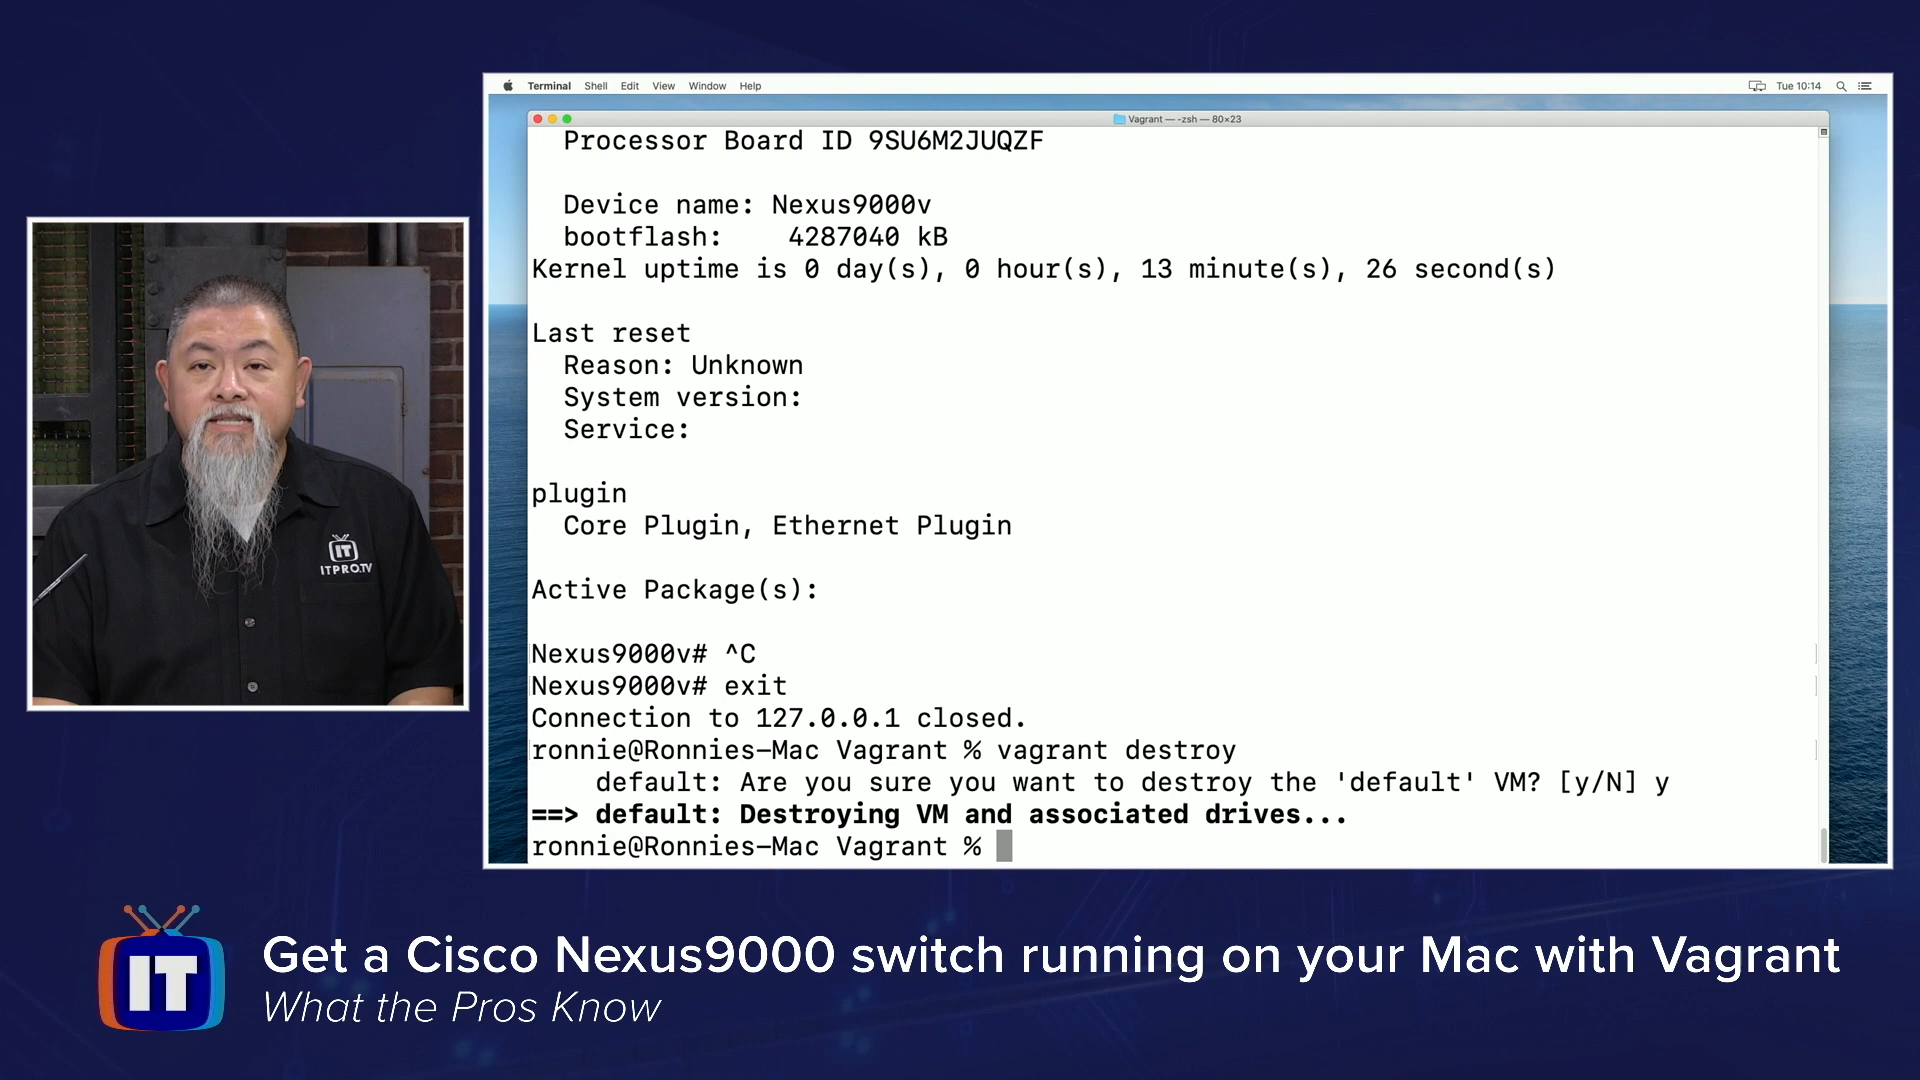 Terminal Shell Edit View Window Help Tue 10:14
Vagrant — -zsh — 80×23
Processor Board ID 9SU6M2JUQZF
Device name: Nexus9000v
bootflash: 4287040 kB
Kernel uptime is 0 day(s), 0 hour(s), 13 minute(s), 26 second(s)
Last reset
Reason: Unknown
System version:
Service:
plugin
Core Plugin, Ethernet Plugin
Active Package(s):
Nexus9000v# ^C
Nexus9000v# exit
Connection to 127.0.0.1 closed.
ronnie@Ronnies-Mac Vagrant % vagrant destroy
default: Are you sure you want to destroy the 'default' VM? [y/N] y
==> default: Destroying VM and associated drives...
ronnie@Ronnies-Mac Vagrant %
IT
ITPRO.TV
IT
Get a Cisco Nexus9000 switch running on your Mac with Vagrant
What the Pros Know